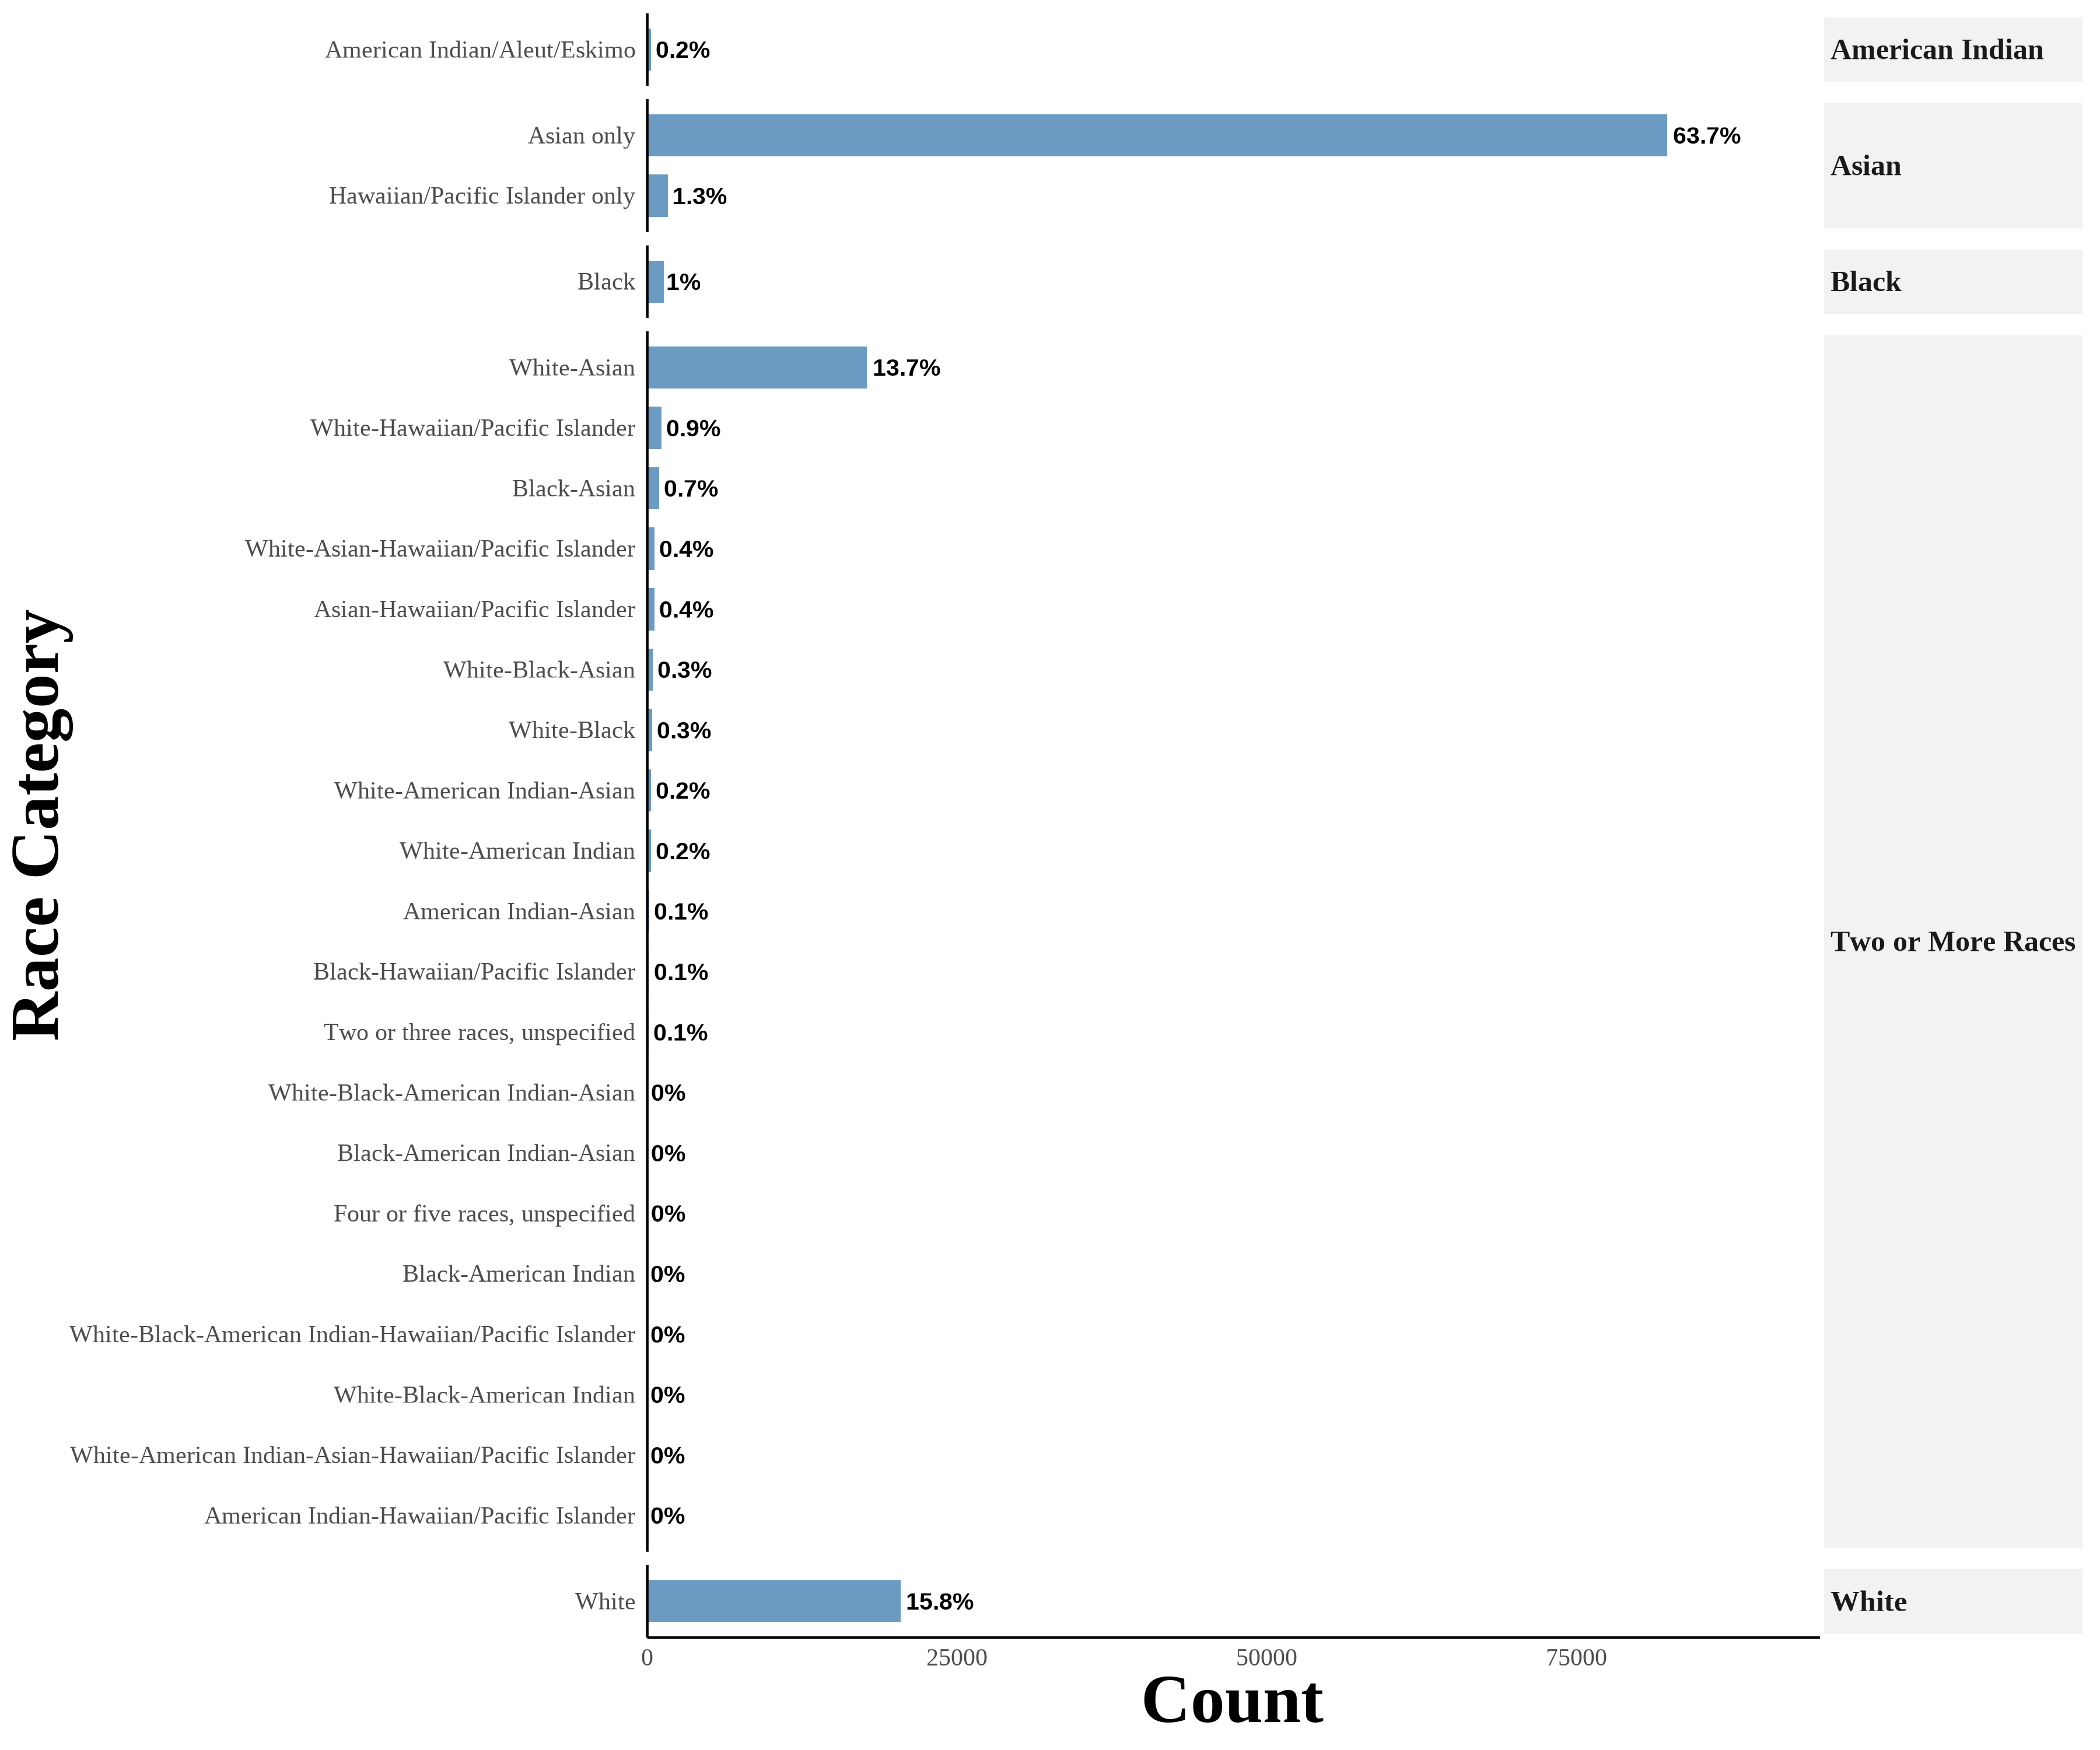 American Indian/Aleut/Eskimo 0.2% American Indian
Asian only 63.7%
Asian
Hawaiian/Pacific Islander only 1.3%
Black 1% Black
White-Asian 13.7%
White-Hawaiian/Pacific Islander 0.9%
Black-Asian 0.7%
White-Asian-Hawaiian/Pacific Islander 0.4%
Asian-Hawaiian/Pacific Islander 0.4%
White-Black-Asian 0.3%
White-Black 0.3%
White-American Indian-Asian 0.2%
Race Category
White-American Indian 0.2%
American Indian-Asian 0.1%
Two or More Races
Black-Hawaiian/Pacific Islander 0.1%
Two or three races, unspecified 0.1%
White-Black-American Indian-Asian 0%
Black-American Indian-Asian 0%
Four or five races, unspecified 0%
Black-American Indian 0%
White-Black-American Indian-Hawaiian/Pacific Islander 0%
White-Black-American Indian 0%
White-American Indian-Asian-Hawaiian/Pacific Islander 0%
American Indian-Hawaiian/Pacific Islander 0%
White 15.8% White
0 25000 50000 75000
Count